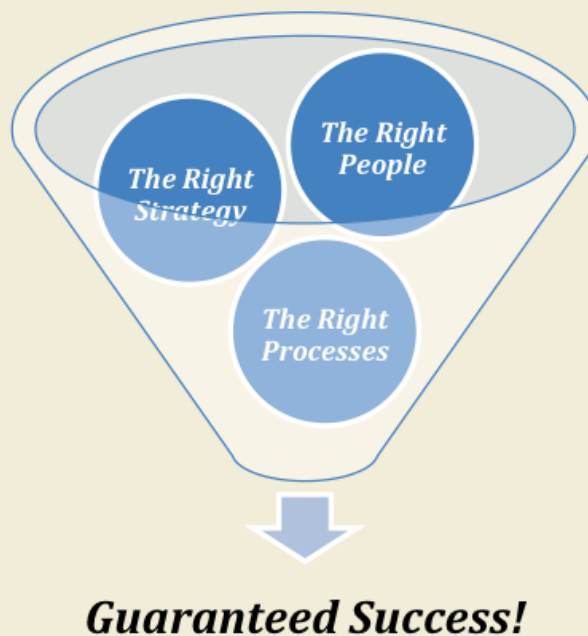 The Right
People
The Right
Strategy
The Right
Processes
Guaranteed Success!